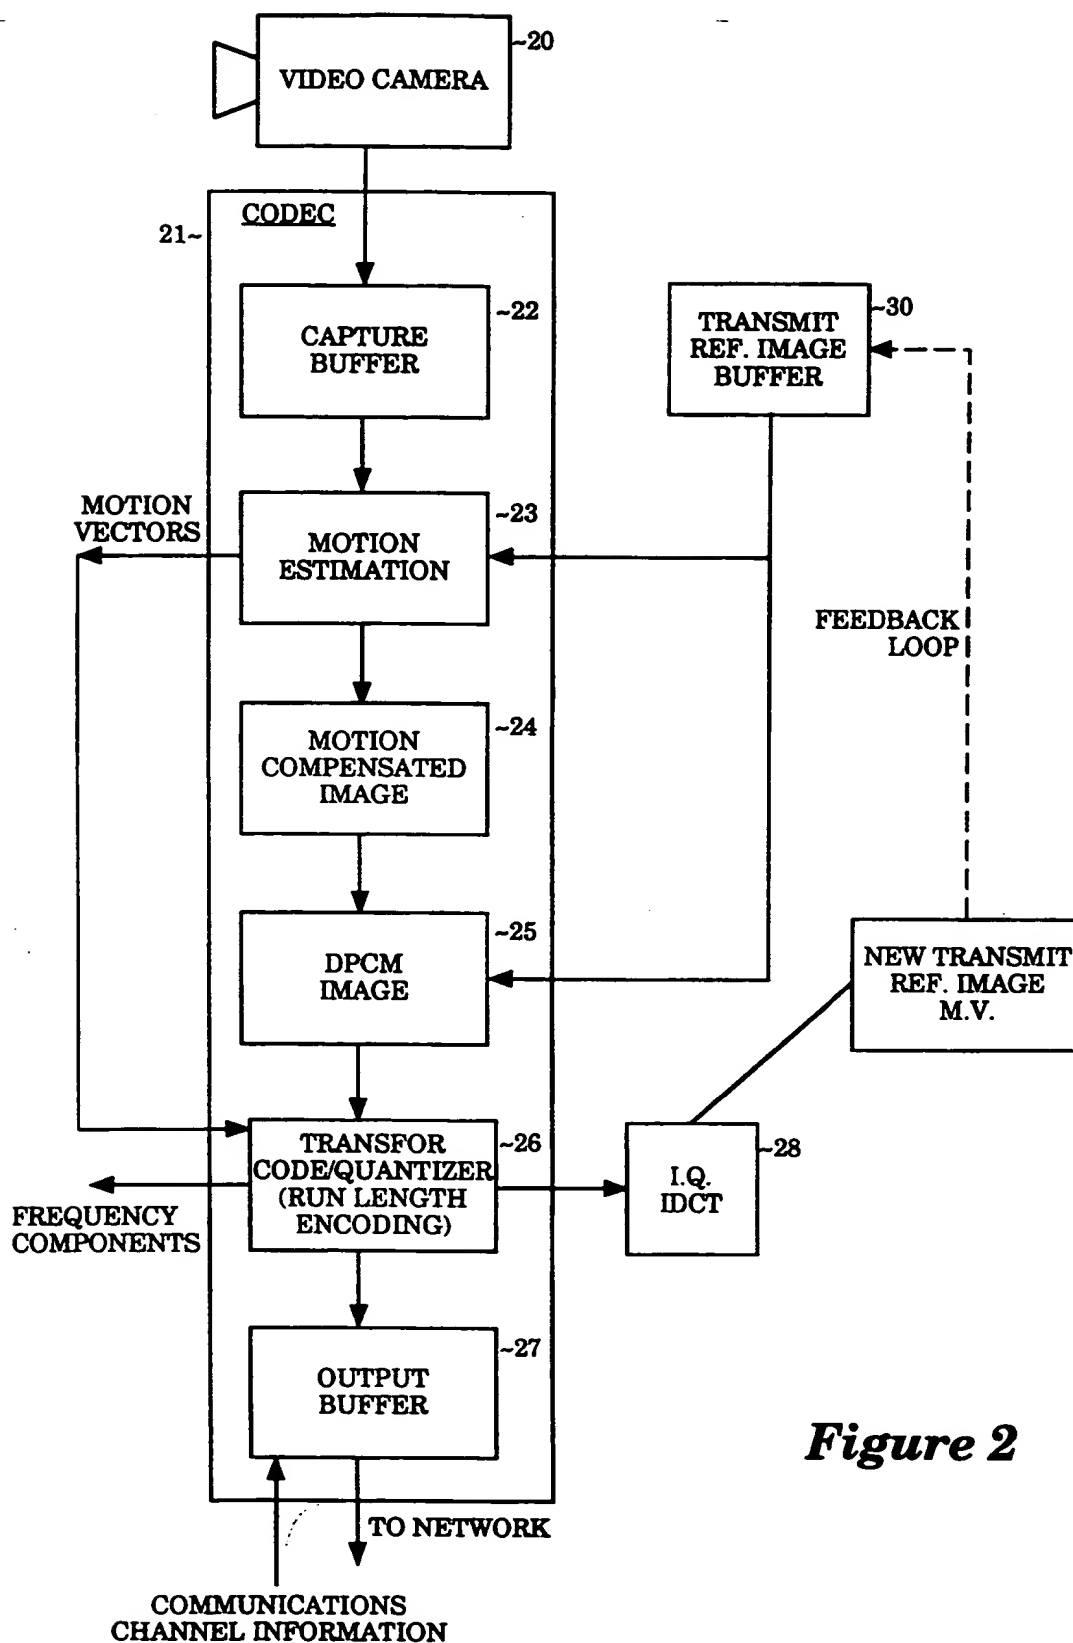 ~20
VIDEO CAMERA
CODEC
21~
~22
CAPTURE
BUFFER
~30
TRANSMIT
REF. IMAGE
BUFFER
MOTION
VECTORS
~23
MOTION
ESTIMATION
FEEDBACK
LOOP
~24
MOTION
COMPENSATED
IMAGE
~25
DPCM
IMAGE
NEW TRANSMIT
REF. IMAGE
M.V.
~26
TRANSFOR
CODE/QUANTIZER
(RUN LENGTH
ENCODING)
~28
I.Q.
IDCT
FREQUENCY
COMPONENTS
~27
OUTPUT
BUFFER
Figure 2
TO NETWORK
COMMUNICATIONS
CHANNEL INFORMATION